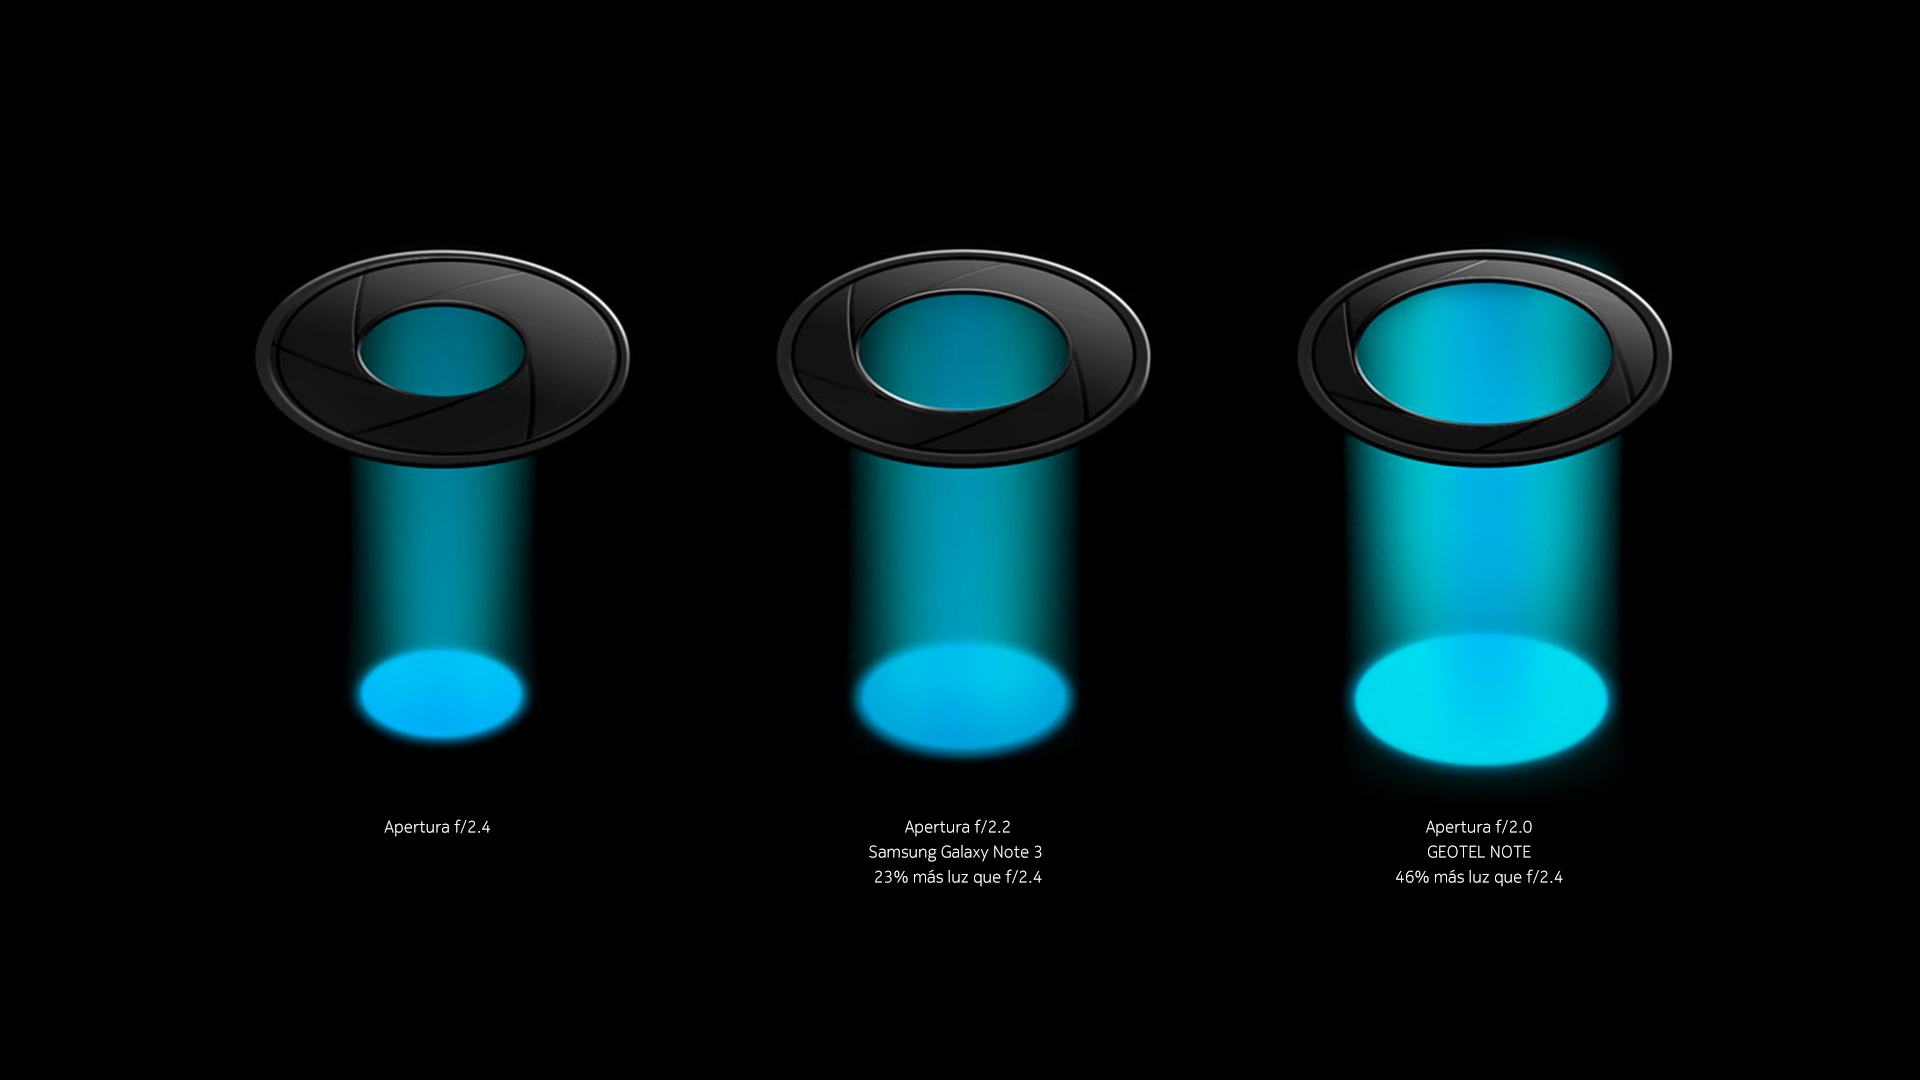 Apertura f/2.4
Apertura f/2.2
Samsung Galaxy Note 3
23% más luz que f/2.4
Apertura f/2.0
GEOTEL NOTE
46% más luz que f/2.4